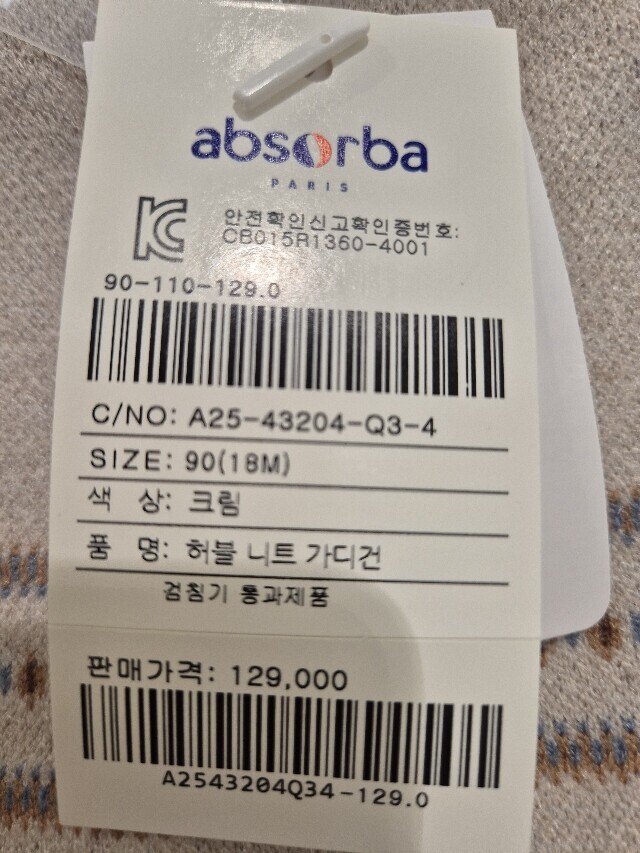 absorba
PARIS
안전확인신고확인증번호:
CB015R1360-4001
90-110-129.0
C/NO: A25-43204-Q3-4
SIZE: 90(18M)
색 상: 크림
품 명: 허블 니트 가디건
검침기 통과제품
판매가격: 129,000
A2543204Q34-129.0